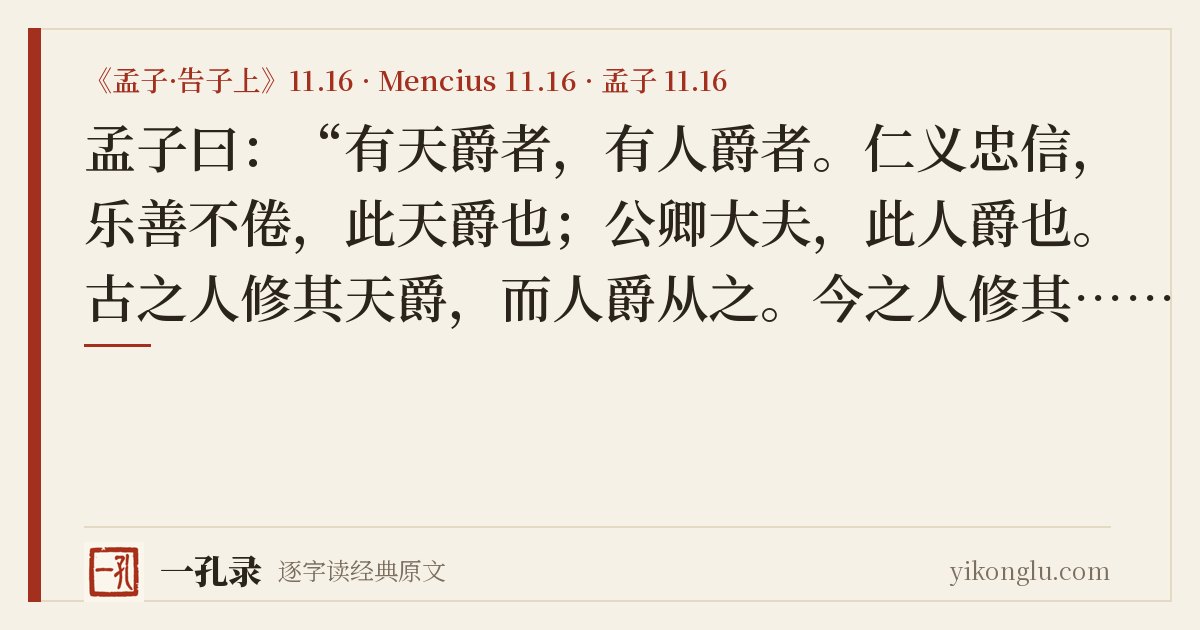 《孟子·告子上》11.16 · Mencius 11.16 · 孟子 11.16
孟子曰：“有天爵者，有人爵者。仁义忠信，
乐善不倦，此天爵也；公卿大夫，此人爵也。
古之人修其天爵，而人爵从之。今之人修其……
一孔
一孔录 逐字读经典原文
yikonglu.com